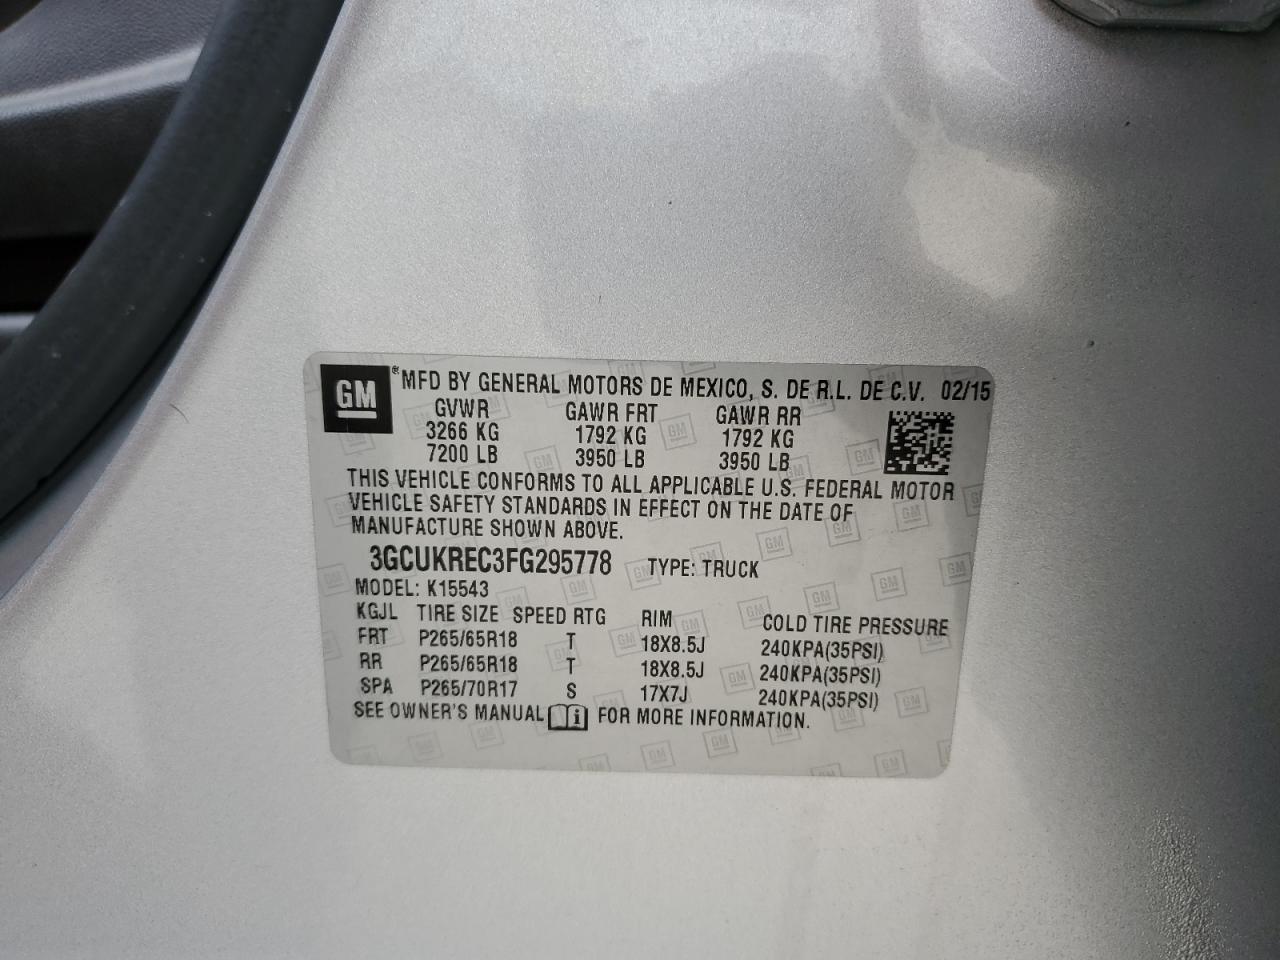 GM ® MFD BY GENERAL MOTORS DE MEXICO, S. DE R.L. DE C.V. 02/15
GVWR GAWR FRT GAWR RR
3266 KG 1792 KG 1792 KG
7200 LB 3950 LB 3950 LB
THIS VEHICLE CONFORMS TO ALL APPLICABLE U.S. FEDERAL MOTOR
VEHICLE SAFETY STANDARDS IN EFFECT ON THE DATE OF
MANUFACTURE SHOWN ABOVE.
3GCUKREC3FG295778 TYPE: TRUCK
MODEL: K15543
KGJL TIRE SIZE SPEED RTG RIM COLD TIRE PRESSURE
FRT P265/65R18 T 18X8.5J 240KPA(35PSI)
RR P265/65R18 T 18X8.5J 240KPA(35PSI)
SPA P265/70R17 S 17X7J 240KPA(35PSI)
SEE OWNER'S MANUAL i FOR MORE INFORMATION.